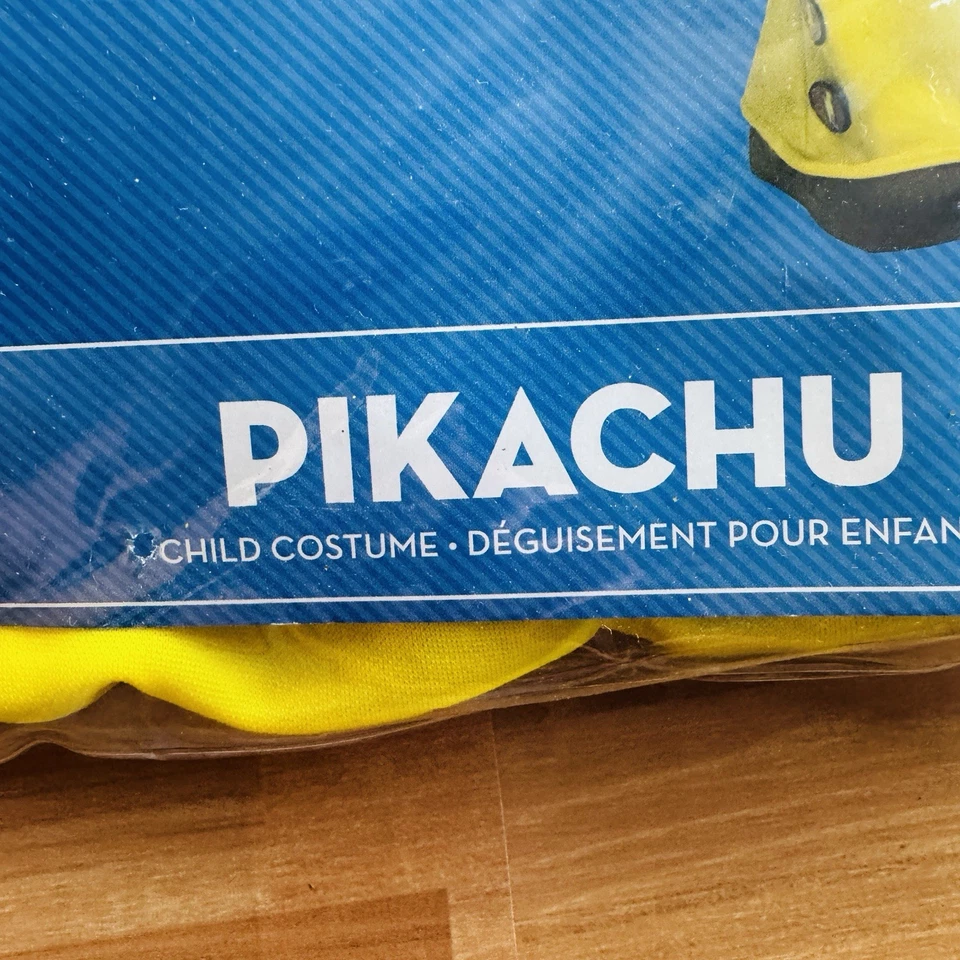 PIKACHU
CHILD COSTUME • DÉGUISEMENT POUR ENFAN